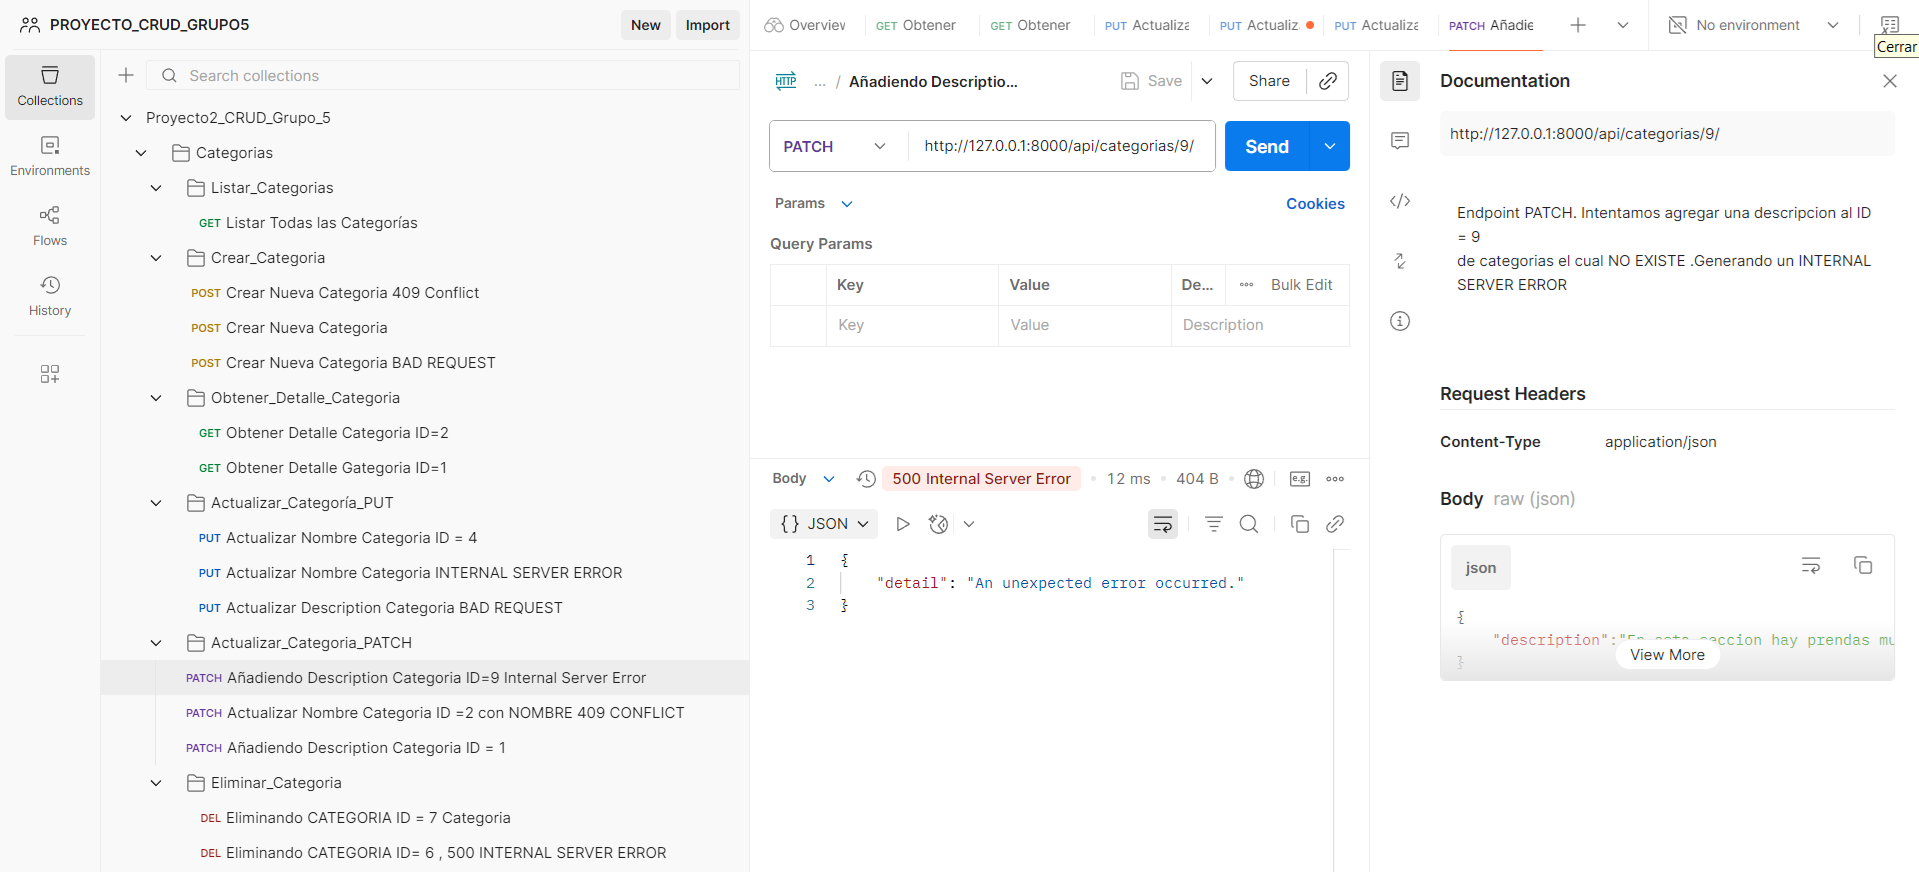 PROYECTO_CRUD_GRUPO5
New
Import
Overview
GET Obtener
GET Obtener
PUT Actualiza
PUT Actualiz
PUT Actualiza
PATCH Añadie
No environment
Cerrar
Collections
Environments
Flows
History
Search collections
Proyecto2_CRUD_Grupo_5
Categorias
Listar_Categorias
GET Listar Todas las Categorías
Crear_Categoria
POST Crear Nueva Categoria 409 Conflict
POST Crear Nueva Categoria
POST Crear Nueva Categoria BAD REQUEST
Obtener_Detalle_Categoria
GET Obtener Detalle Categoria ID=2
GET Obtener Detalle Gategoria ID=1
Actualizar_Categoría_PUT
PUT Actualizar Nombre Categoria ID = 4
PUT Actualizar Nombre Categoria INTERNAL SERVER ERROR
PUT Actualizar Description Categoria BAD REQUEST
Actualizar_Categoria_PATCH
PATCH Añadiendo Description Categoria ID=9 Internal Server Error
PATCH Actualizar Nombre Categoria ID =2 con NOMBRE 409 CONFLICT
PATCH Añadiendo Description Categoria ID = 1
Eliminar_Categoria
DEL Eliminando CATEGORIA ID = 7 Categoria
DEL Eliminando CATEGORIA ID= 6 , 500 INTERNAL SERVER ERROR
HTTP ... / Añadiendo Descriptio...
Save
Share
PATCH
http://127.0.0.1:8000/api/categorias/9/
Send
Params
Cookies
Query Params
Key Value De... Bulk Edit
Key Value Description
Body
500 Internal Server Error
12 ms
404 B
e.g.
{} JSON
1 {
2 "detail": "An unexpected error occurred."
3 }
Documentation
http://127.0.0.1:8000/api/categorias/9/
Endpoint PATCH. Intentamos agregar una descripcion al ID
= 9
de categorias el cual NO EXISTE .Generando un INTERNAL
SERVER ERROR
Request Headers
Content-Type application/json
Body raw (json)
json
{
"description":"En esta seccion hay prendas mu
}
View More